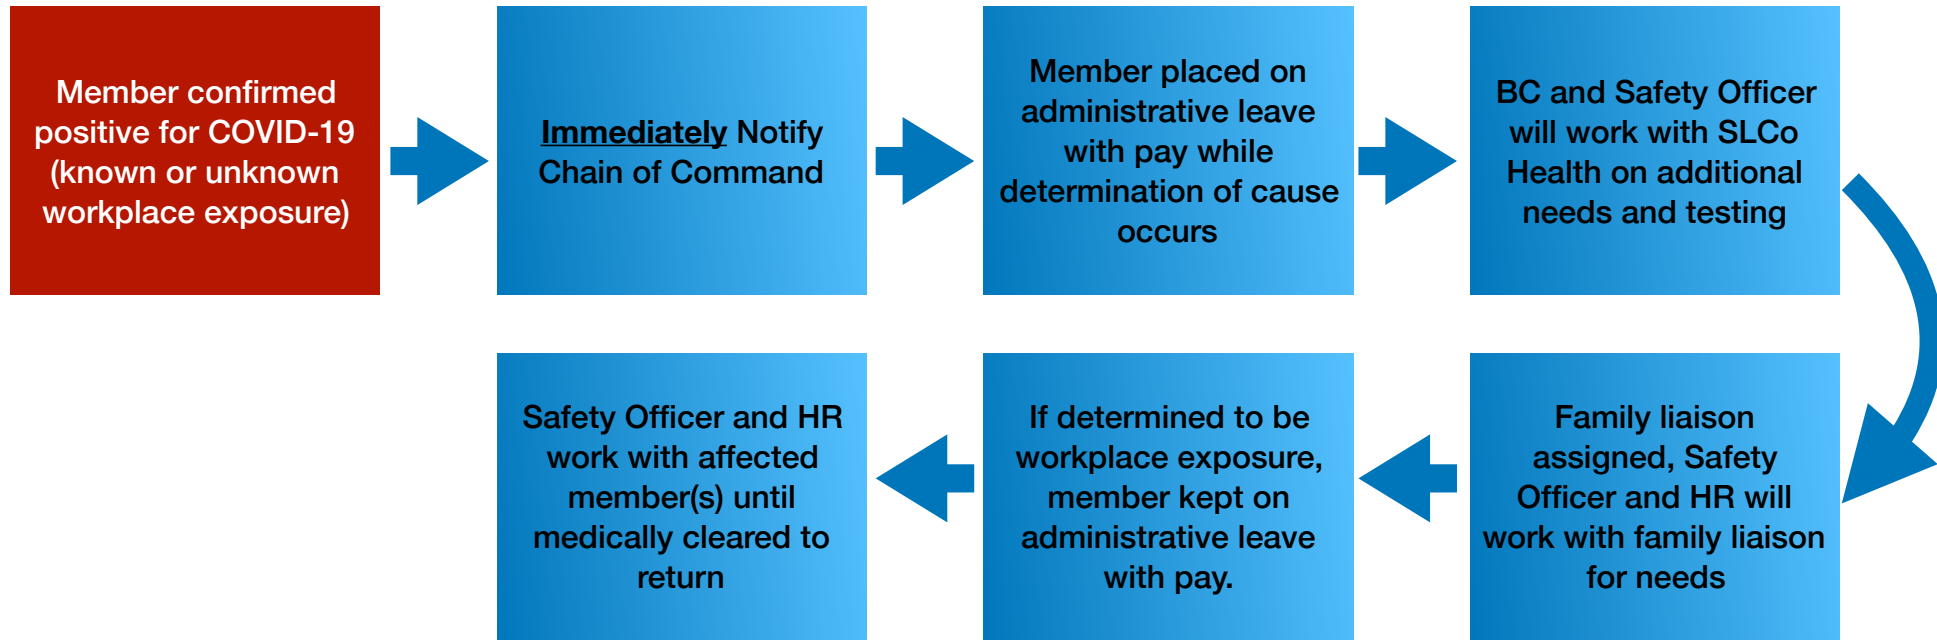 Member confirmed
positive for COVID-19
(known or unknown
workplace exposure)
Immediately Notify
Chain of Command
Member placed on
administrative leave
with pay while
determination of cause
occurs
BC and Safety Officer
will work with SLCo
Health on additional
needs and testing
Family liaison
assigned, Safety
Officer and HR will
work with family liaison
for needs
If determined to be
workplace exposure,
member kept on
administrative leave
with pay.
Safety Officer and HR
work with affected
member(s) until
medically cleared to
return